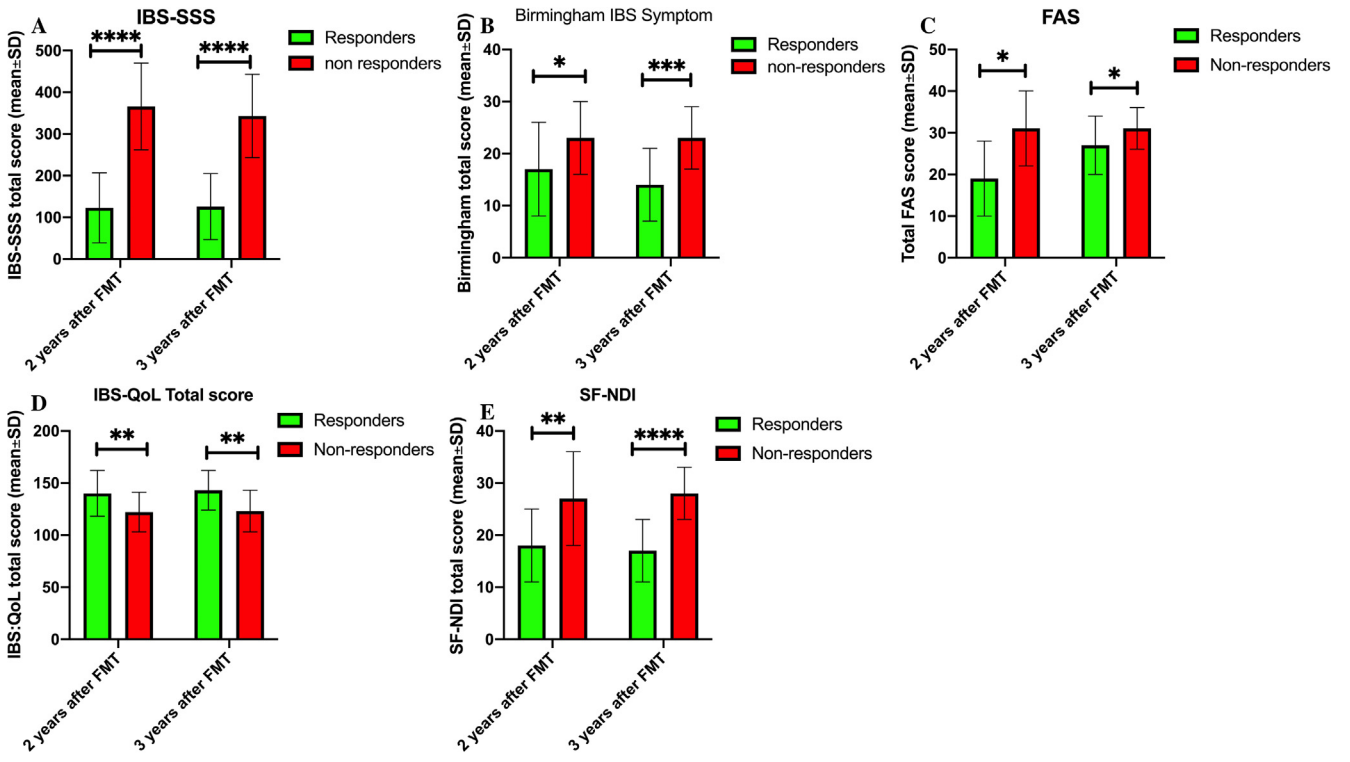 A
IBS-SSS
IBS-SSS total score (mean±SD)
500
400
300
200
100
0
****
****
Responders
non responders
2 years after FMT
3 years after FMT
B
Birmingham IBS Symptom
Birmingham total score (mean±SD)
40
30
20
10
0
*
***
Responders
non-responders
2 years after FMT
3 years after FMT
C
FAS
Total FAS score (mean±SD)
50
40
30
20
10
0
*
*
Responders
Non-responders
2 years after FMT
3 years after FMT
D
IBS-QoL Total score
IBS:QoL total score (mean±SD)
200
150
100
50
0
**
**
Responders
Non-responders
2 years after FMT
3 years after FMT
E
SF-NDI
SF-NDI total score (mean±SD)
40
30
20
10
0
**
****
Responders
Non-responders
2 years after FMT
3 years after FMT